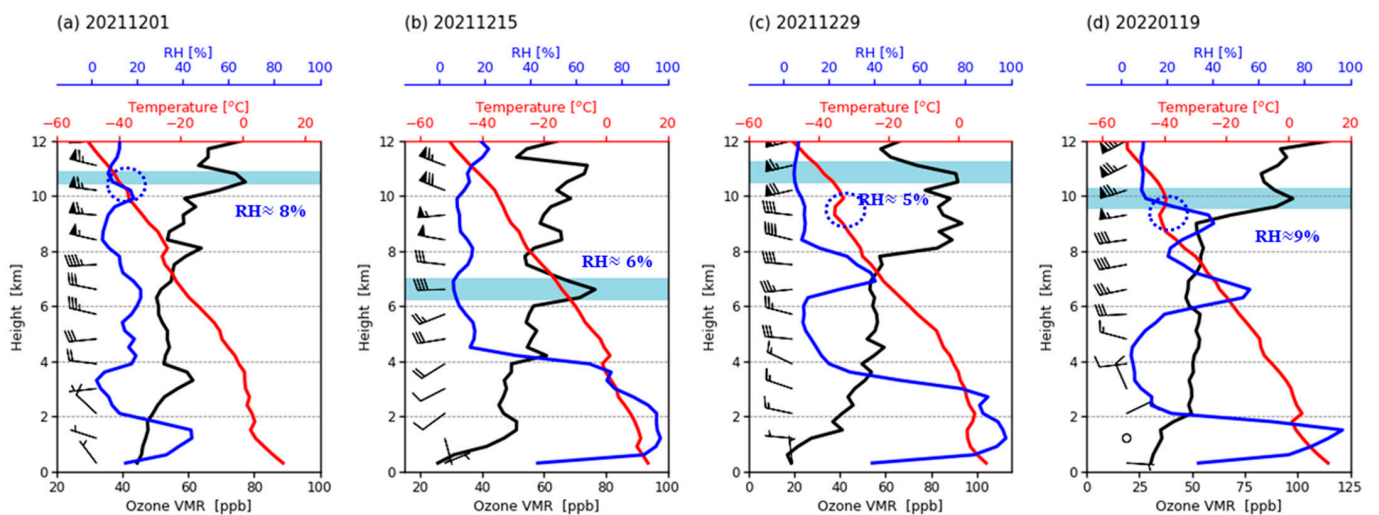 (a) 20211201
RH [%]
0 20 40 60 80 100
Temperature [°C]
−60 −40 −20 0 20
12
10
8
6
4
2
0
Height [km]
RH≈ 8%
20 40 60 80 100
Ozone VMR [ppb]
(b) 20211215
RH [%]
0 20 40 60 80 100
Temperature [°C]
−60 −40 −20 0 20
12
10
8
6
4
2
0
Height [km]
RH≈ 6%
20 40 60 80 100
Ozone VMR [ppb]
(c) 20211229
RH [%]
0 20 40 60 80 100
Temperature [°C]
−40 −20 0
12
10
8
6
4
2
0
Height [km]
RH≈ 5%
0 20 40 60 80 100
Ozone VMR [ppb]
(d) 20220119
RH [%]
0 20 40 60 80 100
Temperature [°C]
−60 −40 −20 0 20
12
10
8
6
4
2
0
Height [km]
RH≈9%
0 25 50 75 100 125
Ozone VMR [ppb]